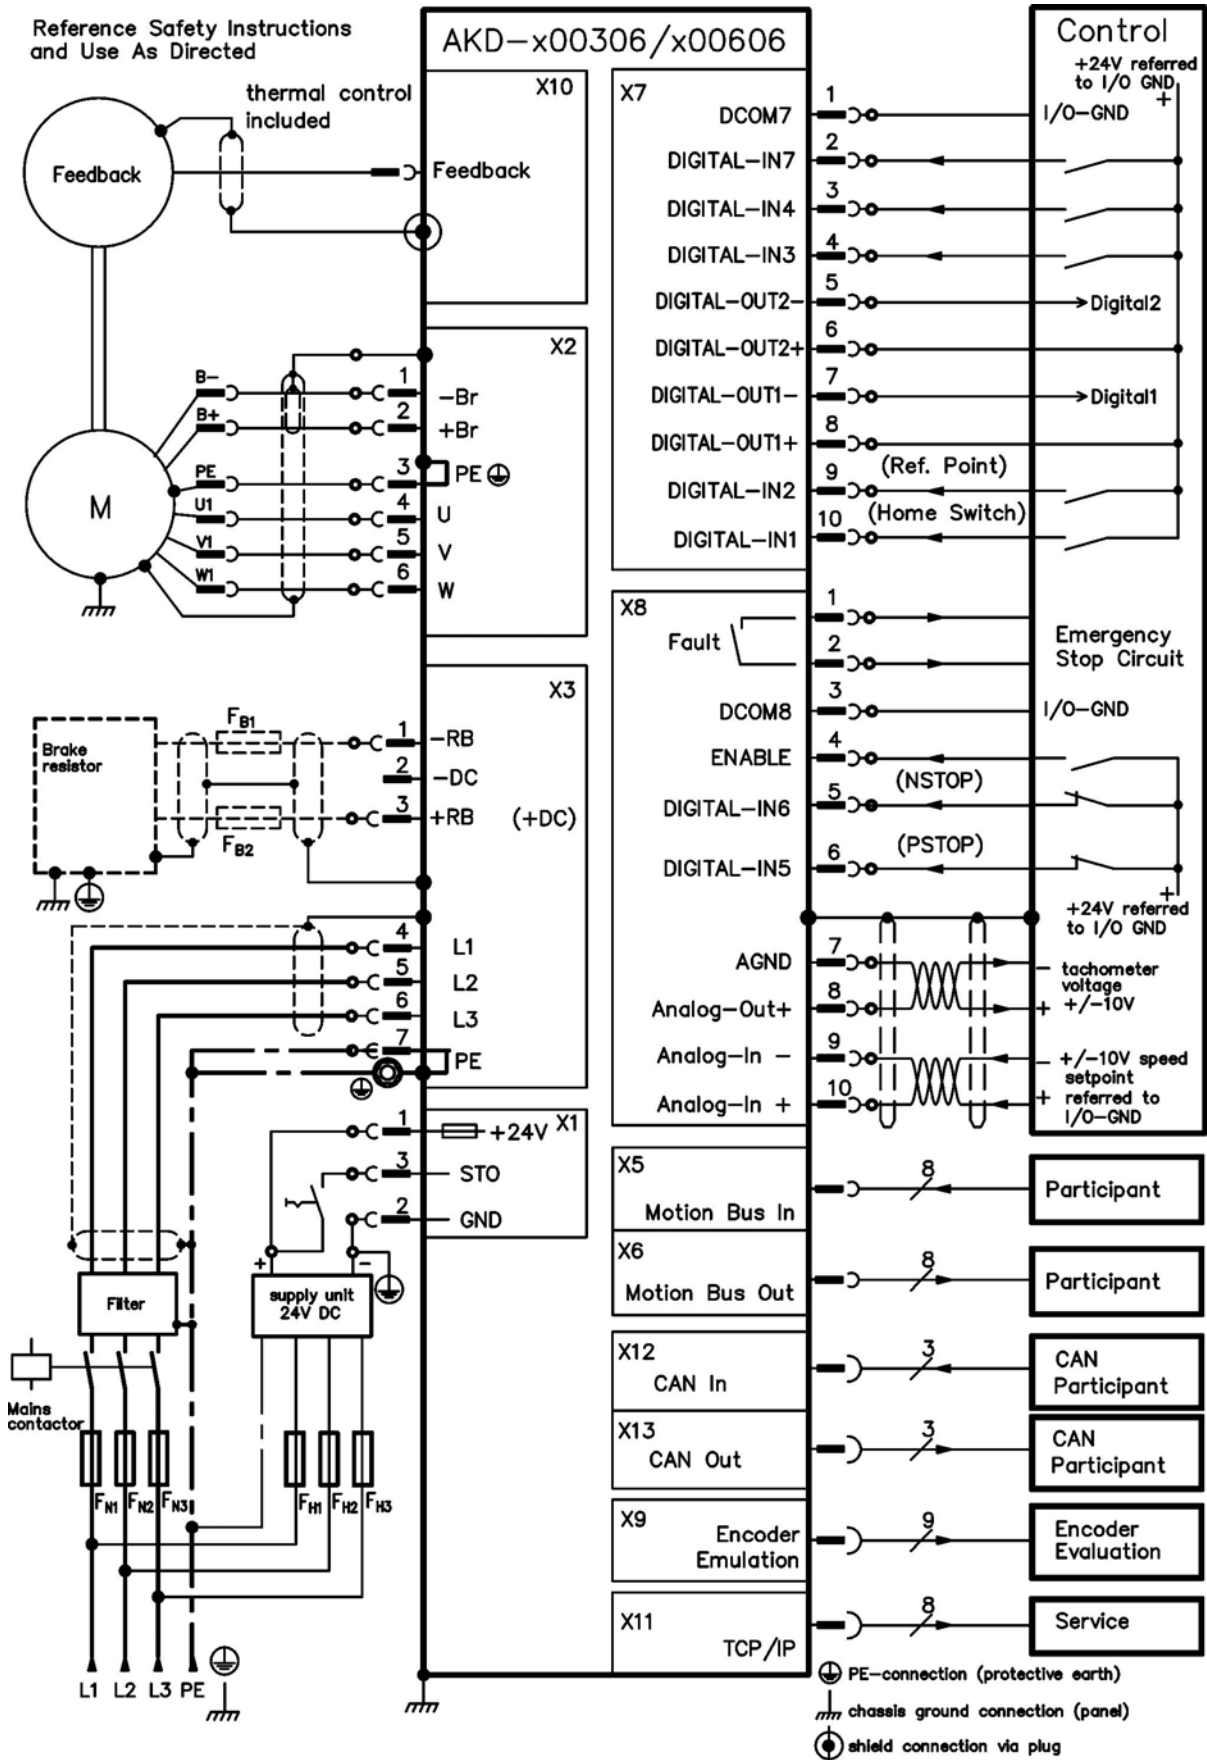 Reference Safety Instructions
and Use As Directed
AKD-x00306/x00606
Control
+24V referred
to I/O GND
+
thermal control
included
Feedback
X10
Feedback
X7
DCOM7
1
I/O-GND
DIGITAL-IN7
2
DIGITAL-IN4
3
DIGITAL-IN3
4
DIGITAL-OUT2-
5
Digital2
DIGITAL-OUT2+
6
DIGITAL-OUT1-
7
Digital1
DIGITAL-OUT1+
8
(Ref. Point)
DIGITAL-IN2
9
(Home Switch)
DIGITAL-IN1
10
X2
B-
1
-Br
B+
2
+Br
PE
3
PE
M
U1
4
U
V1
5
V
W1
6
W
X8
Fault
1
2
Emergency
Stop Circuit
DCOM8
3
I/O-GND
ENABLE
4
(NSTOP)
DIGITAL-IN6
5
(PSTOP)
DIGITAL-IN5
6
+
+24V referred
to I/O GND
AGND
7
-
tachometer
voltage
Analog-Out+
8
+
+/-10V
Analog-In -
9
-
+/-10V speed
setpoint
Analog-In +
10
+
referred to
I/O-GND
X3
Brake
resistor
FB1
1
-RB
2
-DC
3
+RB
(+DC)
FB2
4
L1
5
L2
6
L3
7
PE
X1
1
+24V
3
STO
2
GND
+
-
supply unit
24V DC
Filter
Mains
contactor
FN1
FN2
FN3
FH1
FH2
FH3
L1
L2
L3
PE
X5
Motion Bus In
8
Participant
X6
Motion Bus Out
8
Participant
X12
CAN In
3
CAN
Participant
X13
CAN Out
3
CAN
Participant
X9
Encoder
Emulation
9
Encoder
Evaluation
X11
TCP/IP
8
Service
PE-connection (protective earth)
chassis ground connection (panel)
shield connection via plug